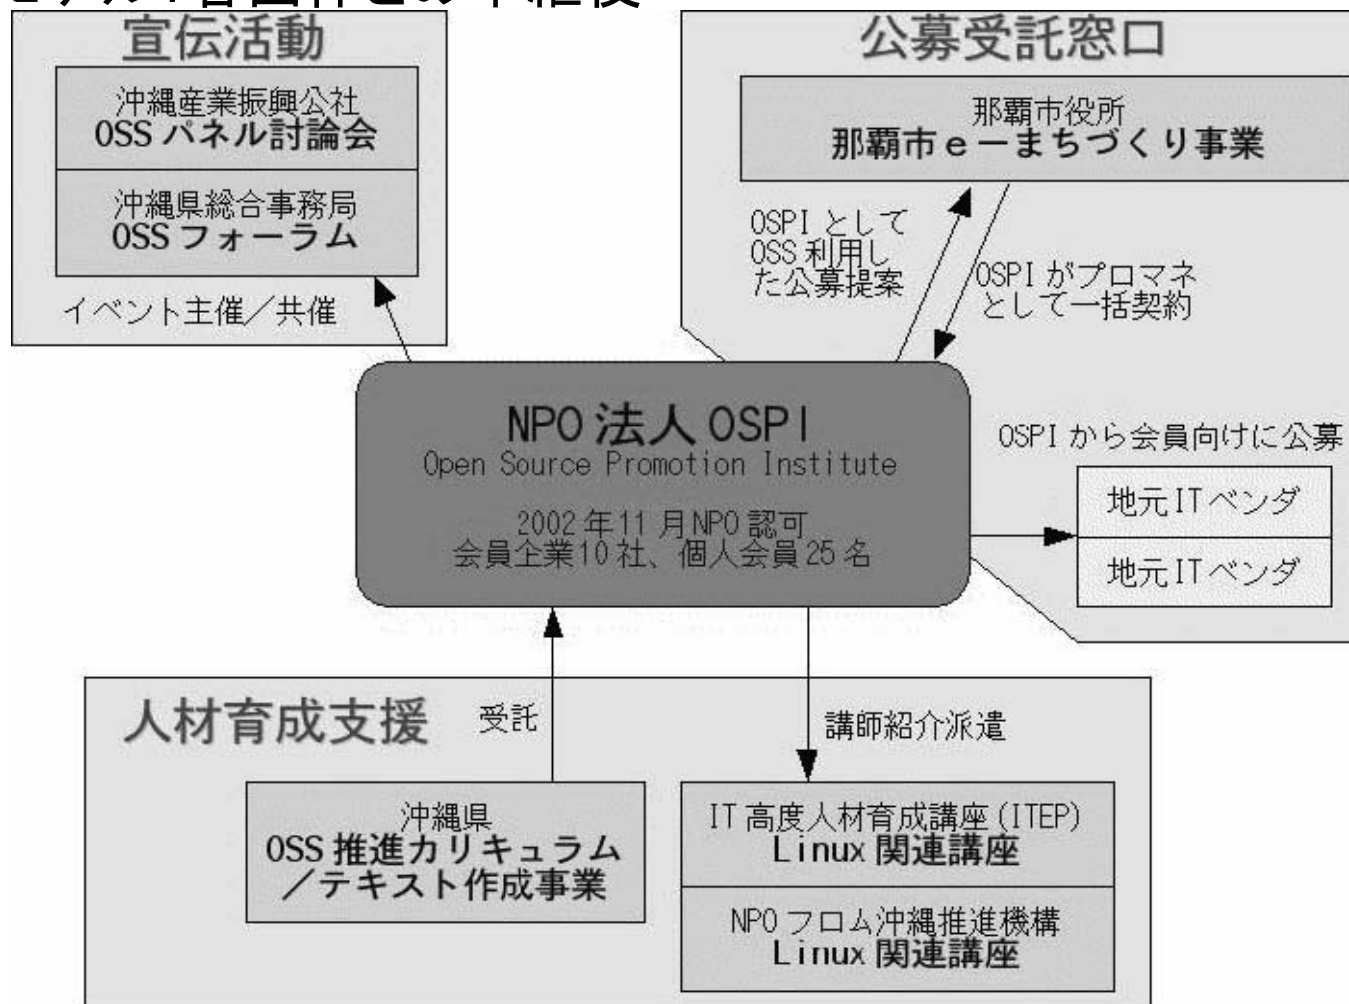 宣伝活動
沖縄産業振興公社
OSS パネル討論会
沖縄県総合事務局
OSS フォーラム
イベント主催／共催
公募受託窓口
那覇市役所
那覇市ｅーまちづくり事業
OSPI として
OSS 利用し
た公募提案
OSPI がプロマネ
として一括契約
NPO 法人 OSPI
Open Source Promotion Institute
2002 年 11 月 NPO 認可
会員企業 10 社、個人会員 25 名
OSPI から会員向けに公募
地元 IT ベンダ
地元 IT ベンダ
人材育成支援
受託
講師紹介派遣
沖縄県
OSS 推進カリキュラム
／テキスト作成事業
IT 高度人材育成講座 (ITEP)
Linux 関連講座
NPO フロム沖縄推進機構
Linux 関連講座